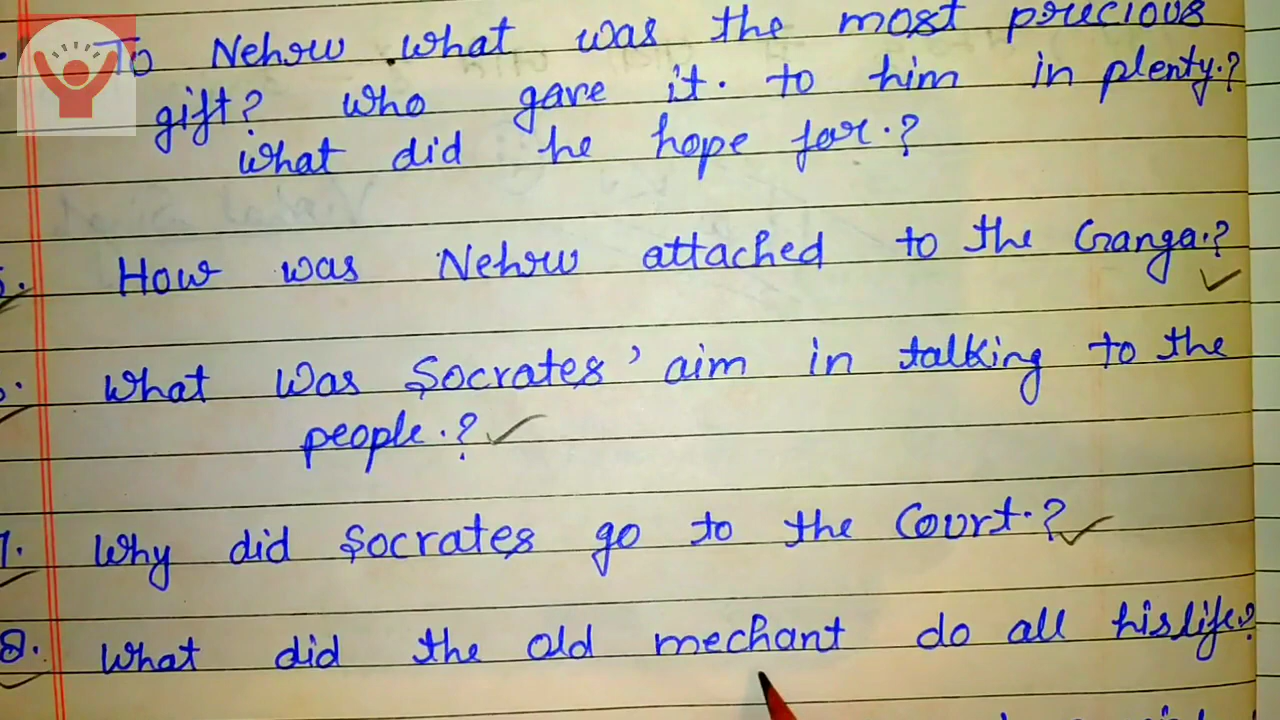 To Nehru what was the most precious
gift? who gave it. to him in plenty.?
what did he hope for.?
How was Nehru attached to the Ganga.?
What was Socrates' aim in talking to the
people.?
7. Why did Socrates go to the Court.?
8. What did the old mechant do all his life?